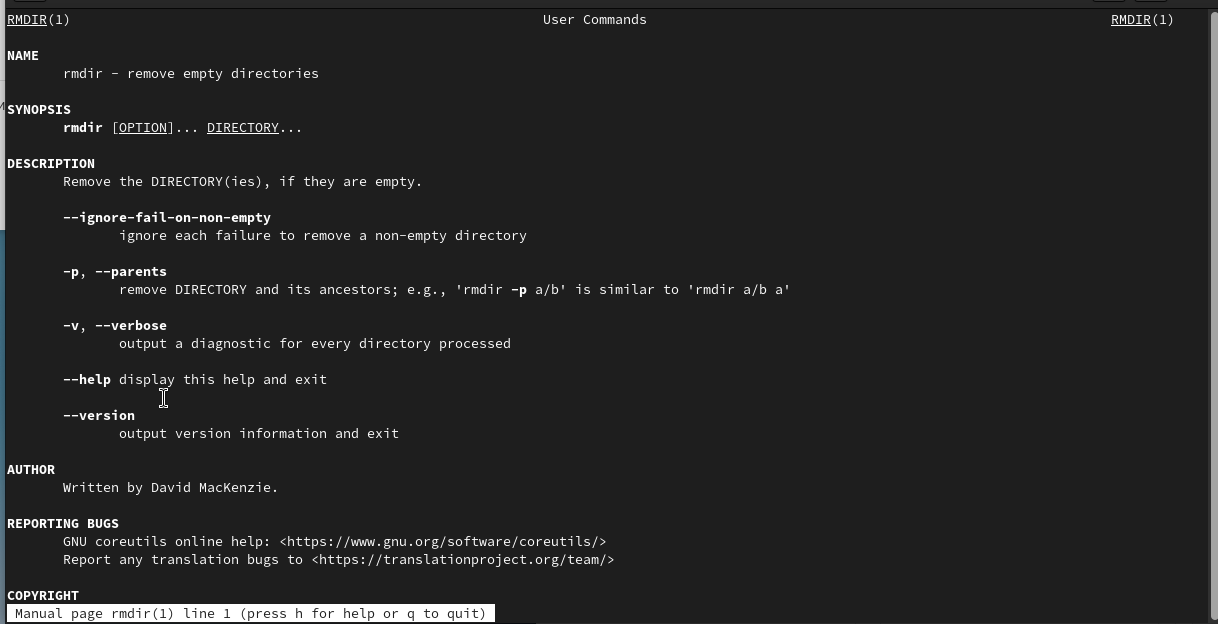 RMDIR(1) User Commands RMDIR(1)
NAME
rmdir - remove empty directories
SYNOPSIS
rmdir [OPTION]... DIRECTORY...
DESCRIPTION
Remove the DIRECTORY(ies), if they are empty.
--ignore-fail-on-non-empty
ignore each failure to remove a non-empty directory
-p, --parents
remove DIRECTORY and its ancestors; e.g., 'rmdir -p a/b' is similar to 'rmdir a/b a'
-v, --verbose
output a diagnostic for every directory processed
--help display this help and exit
--version
output version information and exit
AUTHOR
Written by David MacKenzie.
REPORTING BUGS
GNU coreutils online help: <https://www.gnu.org/software/coreutils/>
Report any translation bugs to <https://translationproject.org/team/>
COPYRIGHT
Manual page rmdir(1) line 1 (press h for help or q to quit)